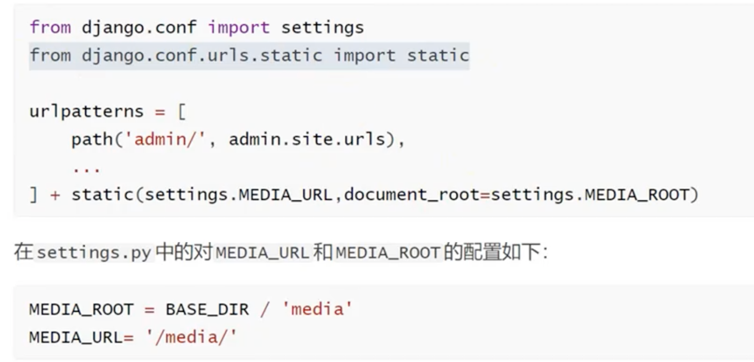 from django.conf import settings
from django.conf.urls.static import static
urlpatterns = [
    path('admin/', admin.site.urls),
    ...
] + static(settings.MEDIA_URL,document_root=settings.MEDIA_ROOT)
在settings.py中的对MEDIA_URL和MEDIA_ROOT的配置如下：
MEDIA_ROOT = BASE_DIR / 'media'
MEDIA_URL= '/media/'